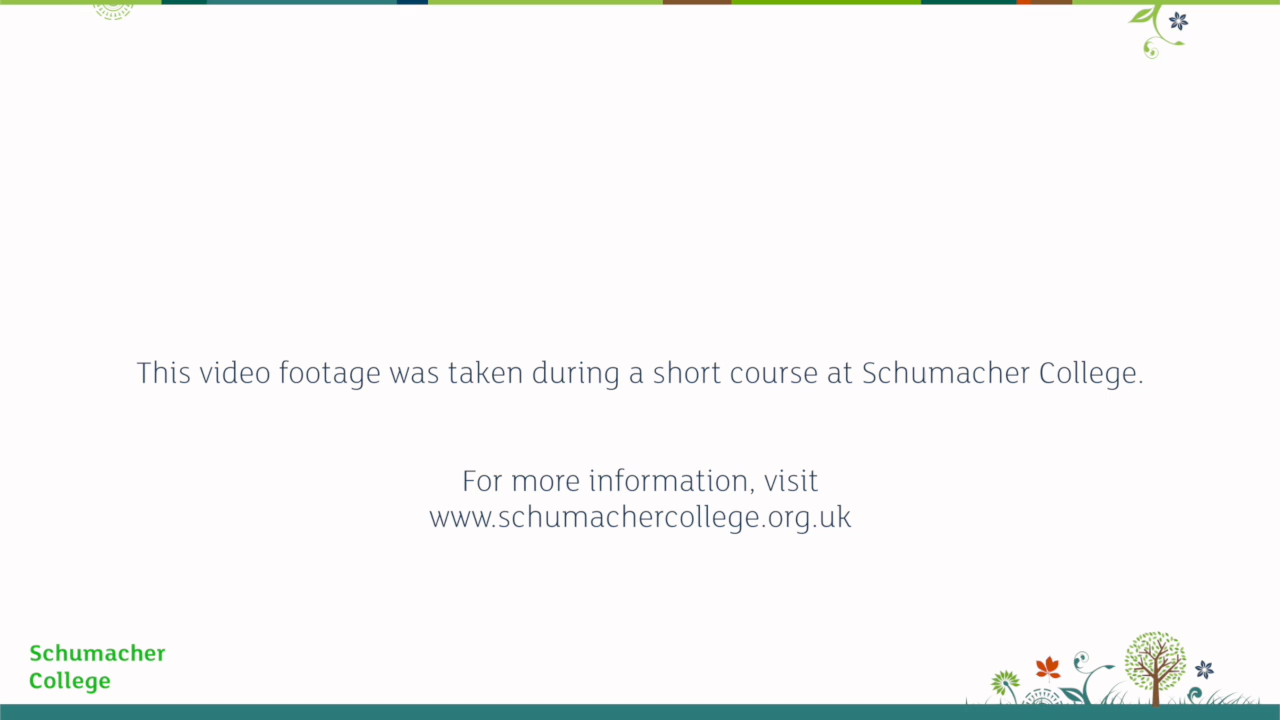 This video footage was taken during a short course at Schumacher College.
For more information, visit
www.schumachercollege.org.uk
Schumacher
College